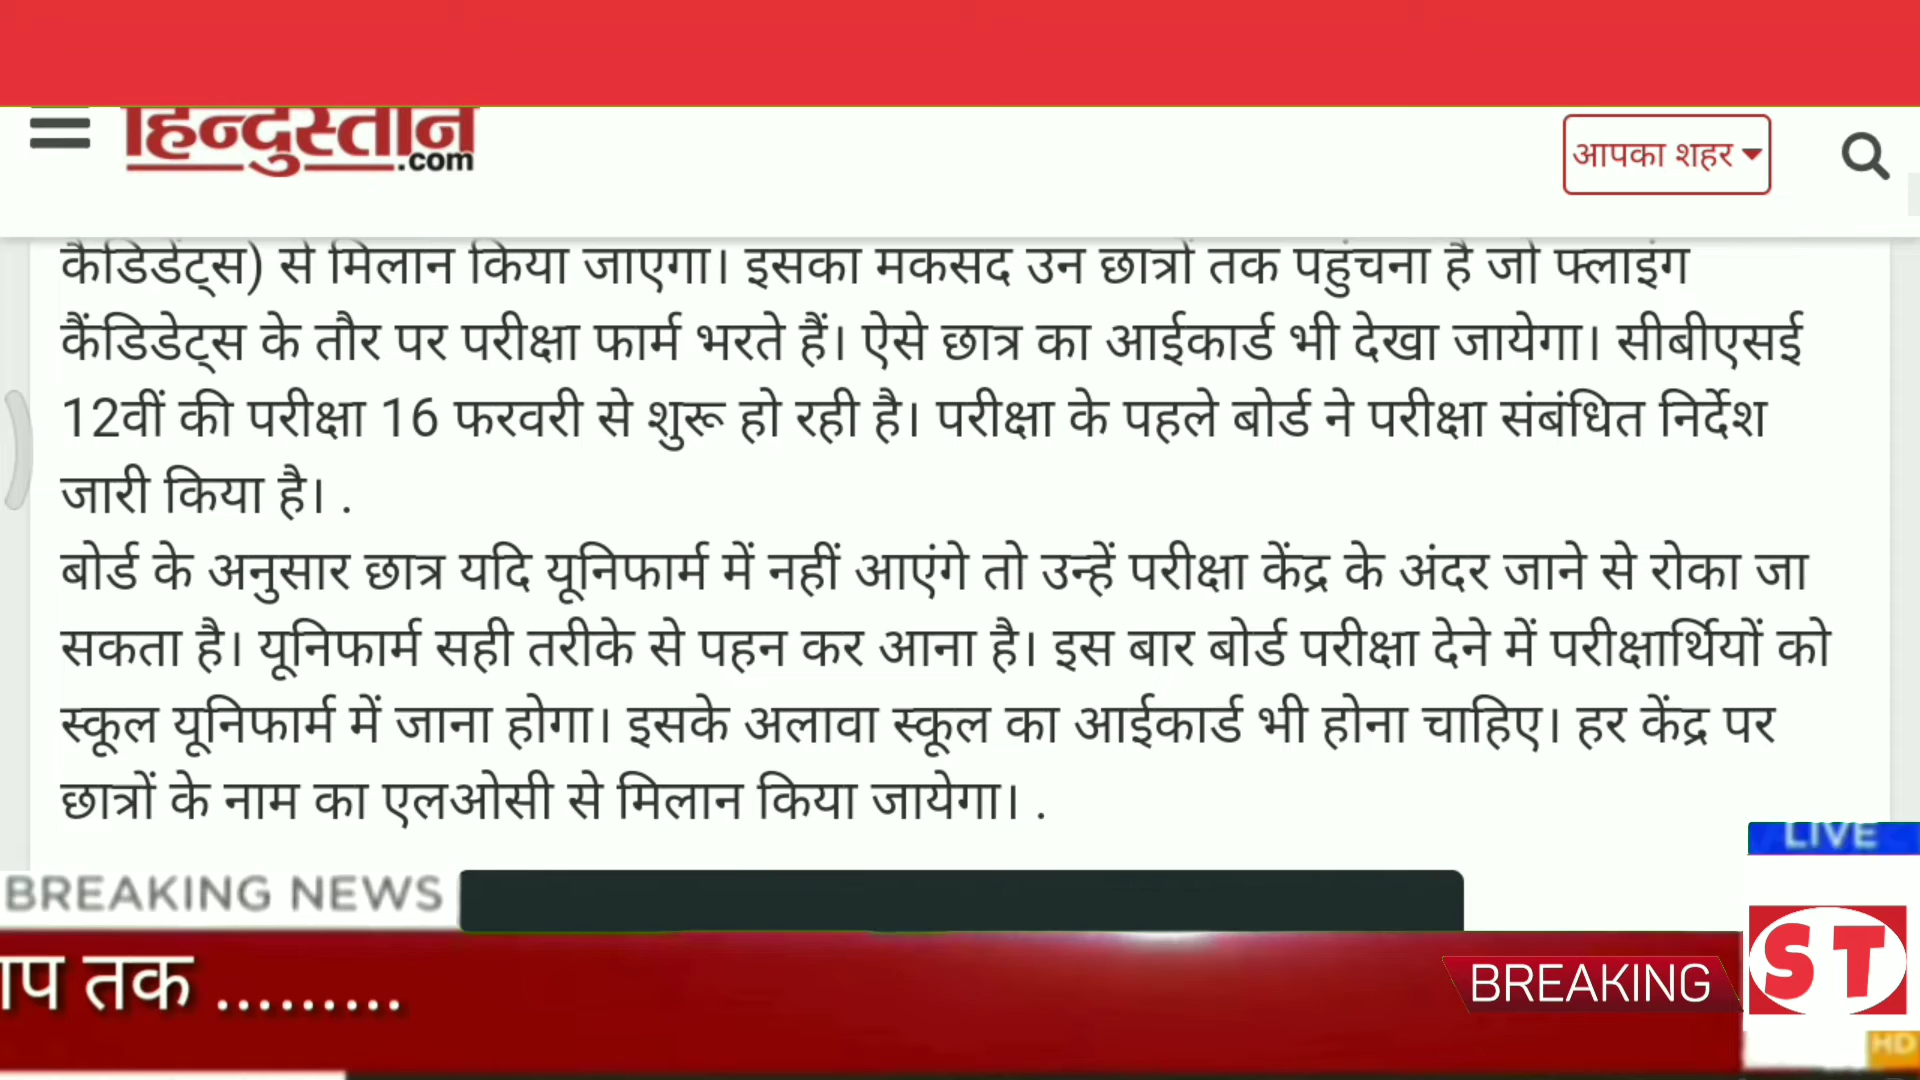 हिन्दुस्तान
.com
आपका शहर
कैंडिडेट्स) से मिलान किया जाएगा। इसका मकसद उन छात्रों तक पहुंचना है जो फ्लाइंग
कैंडिडेट्स के तौर पर परीक्षा फार्म भरते हैं। ऐसे छात्र का आईकार्ड भी देखा जायेगा। सीबीएसई
12वीं की परीक्षा 16 फरवरी से शुरू हो रही है। परीक्षा के पहले बोर्ड ने परीक्षा संबंधित निर्देश
जारी किया है। .
बोर्ड के अनुसार छात्र यदि यूनिफार्म में नहीं आएंगे तो उन्हें परीक्षा केंद्र के अंदर जाने से रोका जा
सकता है। यूनिफार्म सही तरीके से पहन कर आना है। इस बार बोर्ड परीक्षा देने में परीक्षार्थियों को
स्कूल यूनिफार्म में जाना होगा। इसके अलावा स्कूल का आईकार्ड भी होना चाहिए। हर केंद्र पर
छात्रों के नाम का एलओसी से मिलान किया जायेगा। .
LIVE
BREAKING NEWS
तक .........
BREAKING
ST
HD